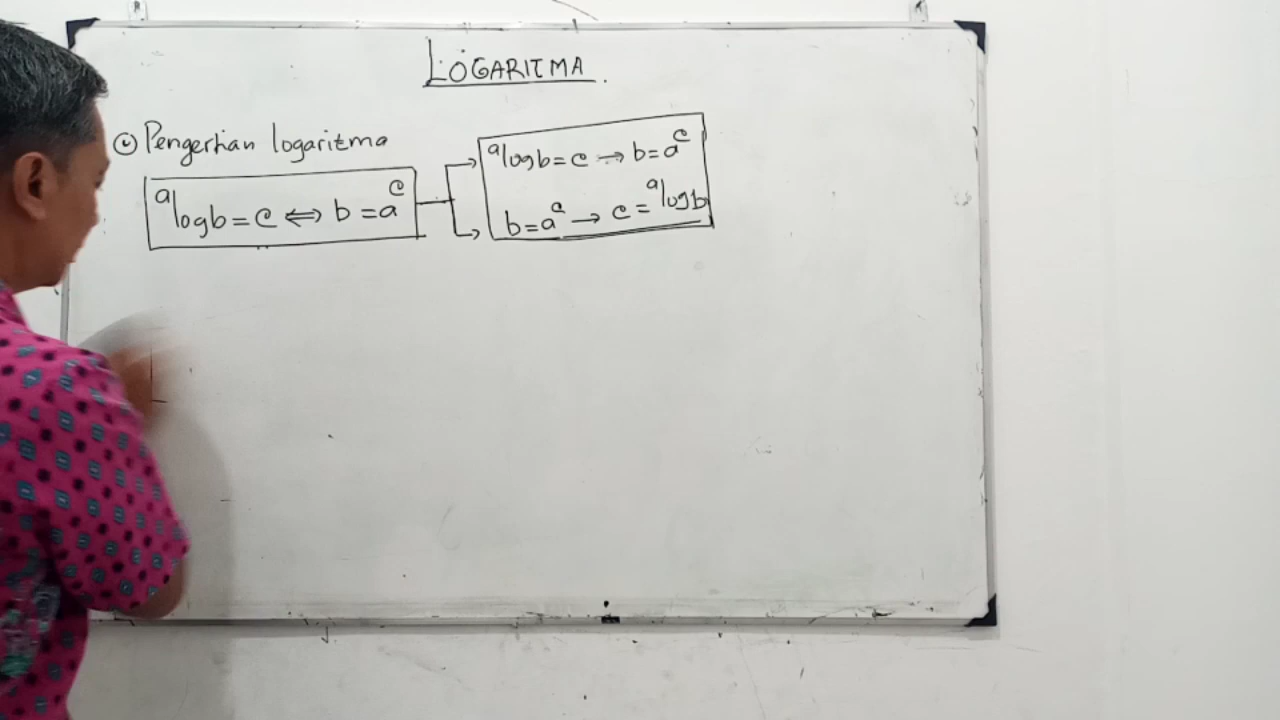 LOGARITMA
Pengertian logaritma
ᵃlog b = c ⇔ b = aᶜ
ᵃlog b = c → b = aᶜ
b = aᶜ → c = ᵃlog b